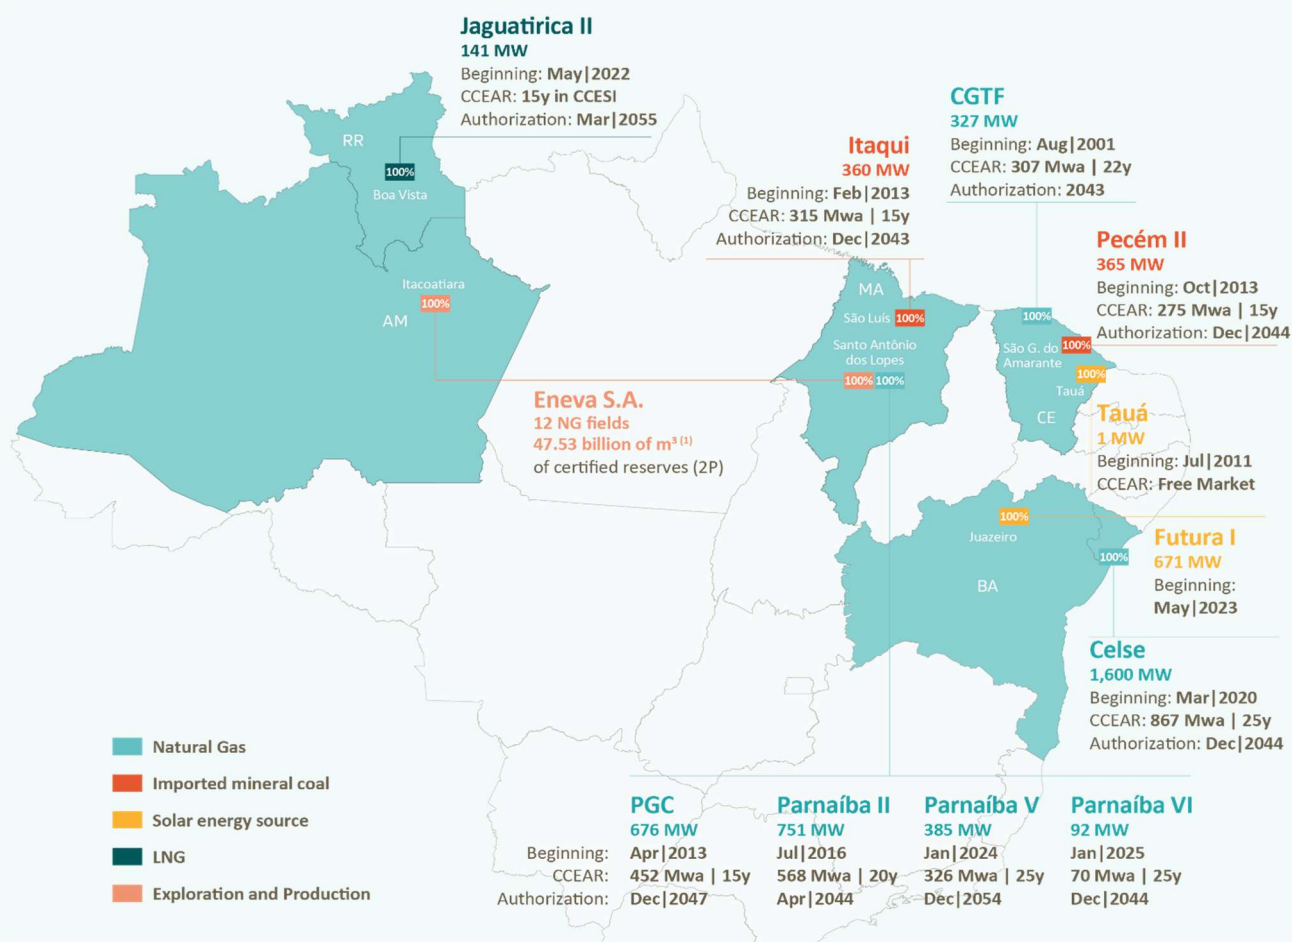 Jaguatirica II
141 MW
Beginning: May|2022
CCEAR: 15y in CCESI
Authorization: Mar|2055
RR
100%
Boa Vista
Itacoatiara
100%
AM
Itaqui
360 MW
Beginning: Feb|2013
CCEAR: 315 Mwa | 15y
Authorization: Dec|2043
CGTF
327 MW
Beginning: Aug|2001
CCEAR: 307 Mwa | 22y
Authorization: 2043
Pecém II
365 MW
Beginning: Oct|2013
CCEAR: 275 Mwa | 15y
Authorization: Dec|2044
MA
São Luís 100%
Santo Antônio
dos Lopes
100% 100%
100%
São G. do
Amarante
100%
100%
Tauá
CE
Eneva S.A.
12 NG fields
47.53 billion of m³ (1)
of certified reserves (2P)
Tauá
1 MW
Beginning: Jul|2011
CCEAR: Free Market
100%
Juazeiro
BA
100%
Futura I
671 MW
Beginning:
May|2023
Celse
1,600 MW
Beginning: Mar|2020
CCEAR: 867 Mwa | 25y
Authorization: Dec|2044
Natural Gas
Imported mineral coal
Solar energy source
LNG
Exploration and Production
PGC Parnaíba II Parnaíba V Parnaíba VI
676 MW 751 MW 385 MW 92 MW
Beginning: Apr|2013 Jul|2016 Jan|2024 Jan|2025
CCEAR: 452 Mwa | 15y 568 Mwa | 20y 326 Mwa | 25y 70 Mwa | 25y
Authorization: Dec|2047 Apr|2044 Dec|2054 Dec|2044